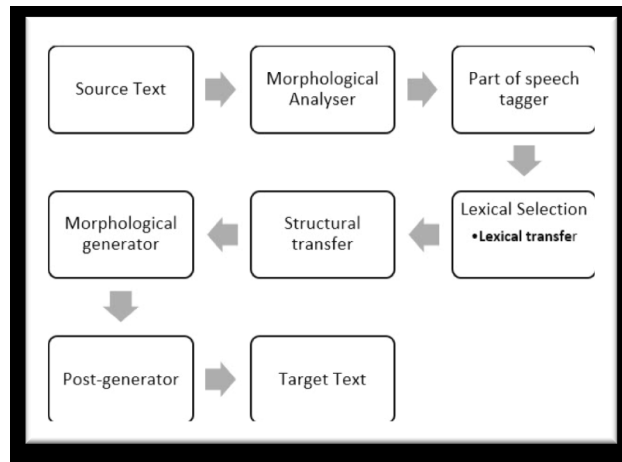 Source Text
Morphological
Analyser
Part of speech
tagger
Lexical Selection
•Lexical transfer
Structural
transfer
Morphological
generator
Post-generator
Target Text